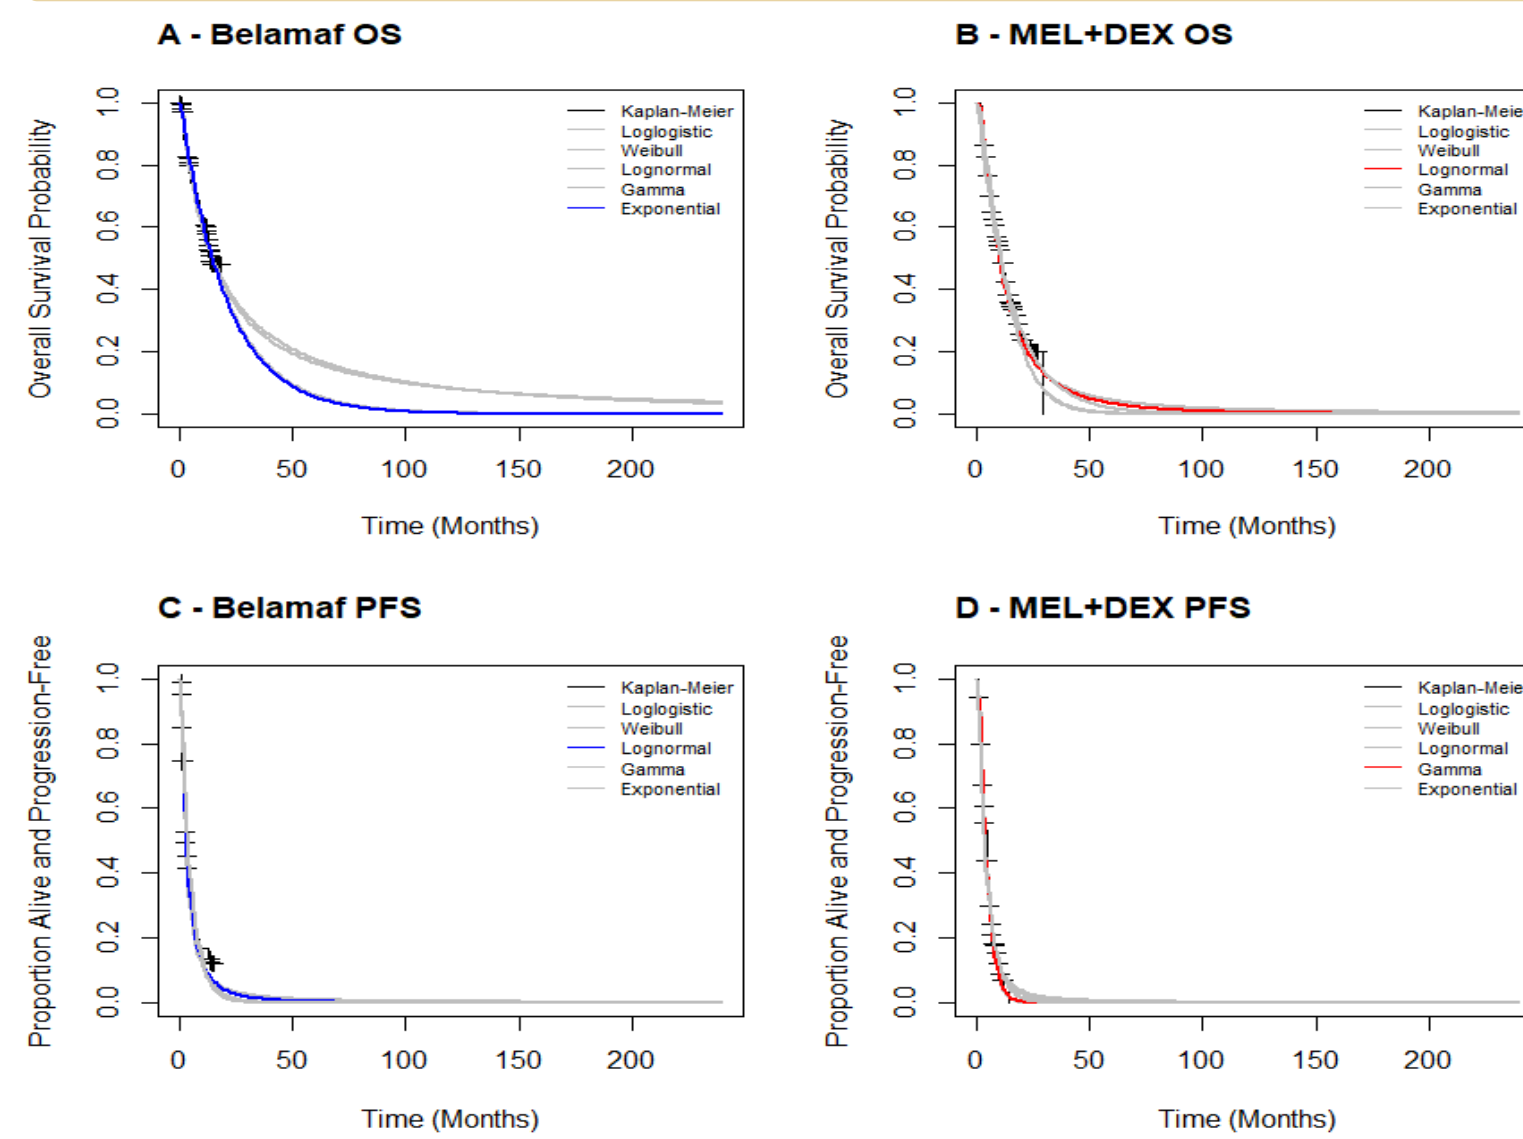 A - Belamaf OS
Overall Survival Probability
1.0
0.8
0.6
0.4
0.2
0.0
Kaplan-Meier
Loglogistic
Weibull
Lognormal
Gamma
Exponential
0 50 100 150 200
Time (Months)
B - MEL+DEX OS
Overall Survival Probability
1.0
0.8
0.6
0.4
0.2
0.0
Kaplan-Meie
Loglogistic
Weibull
Lognormal
Gamma
Exponential
0 50 100 150 200
Time (Months)
C - Belamaf PFS
Proportion Alive and Progression-Free
1.0
0.8
0.6
0.4
0.2
0.0
Kaplan-Meier
Loglogistic
Weibull
Lognormal
Gamma
Exponential
0 50 100 150 200
Time (Months)
D - MEL+DEX PFS
Proportion Alive and Progression-Free
1.0
0.8
0.6
0.4
0.2
0.0
Kaplan-Meie
Loglogistic
Weibull
Lognormal
Gamma
Exponential
0 50 100 150 200
Time (Months)